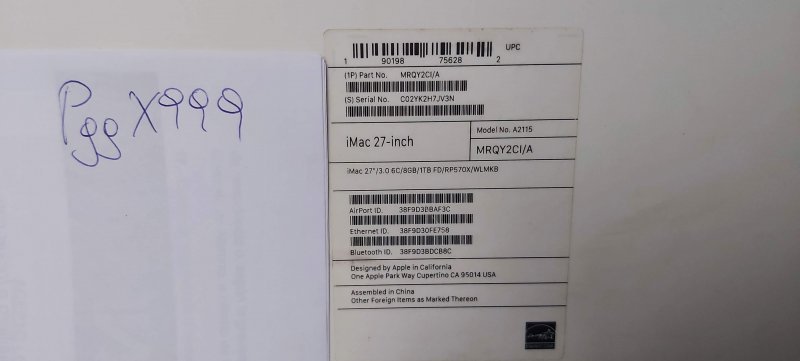 PggX999
UPC
1 90198 75628 2
(1P) Part No. MRQY2CI/A
(S) Serial No. C02YK2H7JV3N
iMac 27-inch
Model No. A2115
MRQY2CI/A
iMac 27"/3.0 6C/8GB/1TB FD/RP570X/WLMKB
AirPort ID. 38F9D3DBAF3C
Ethernet ID. 38F9D30FE758
Bluetooth ID. 38F9D3BDCB8C
Designed by Apple in California
One Apple Park Way Cupertino CA 95014 USA
Assembled in China
Other Foreign Items as Marked Thereon